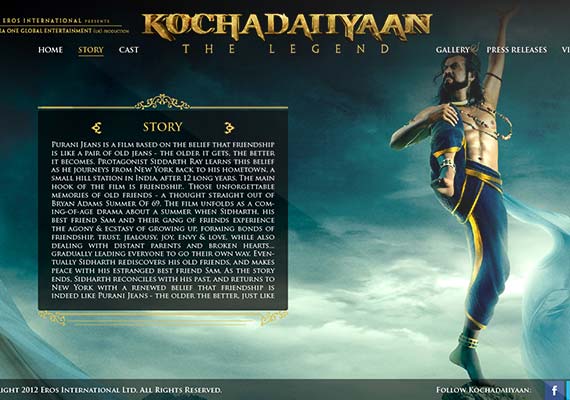 EROS INTERNATIONAL PRESENTS
ONE GLOBAL ENTERTAINMENT (UK) PRODUCTION
KOCHADAIIYAAN
THE LEGEND
HOME STORY CAST GALLERY PRESS RELEASES
STORY
Purani Jeans is a film based on the belief that friendship
is like a pair of old jeans - the older it gets, the better
it becomes. Protagonist Siddarth Ray learns this belief
as he journeys from New York back to his hometown, a
small hill station in India, after 12 long years. The main
hook of the film is friendship. Those unforgettable
memories of old friends - a thought straight out of
Bryan Adams Summer Of 69. The film unfolds as a com-
ing-of-age drama about a summer when Sidharth, his
best friend Sam and their gang of friends experience
the agony & ecstasy of growing up, forming bonds of
friendship, trust, jealousy, joy, envy & love, while also
dealing with distant parents and broken hearts...
gradually leading everyone to go their own way. Even-
tually Sidharth rediscovers his old friends, and makes
peace with his estranged best friend Sam. As the story
ends, Sidharth reconciles with his past, and returns to
New York with a renewed belief that friendship is
indeed like Purani Jeans - the older the better, just like
right 2012 Eros International Ltd. All Rights Reserved. Follow Kochadaiiyaan: f